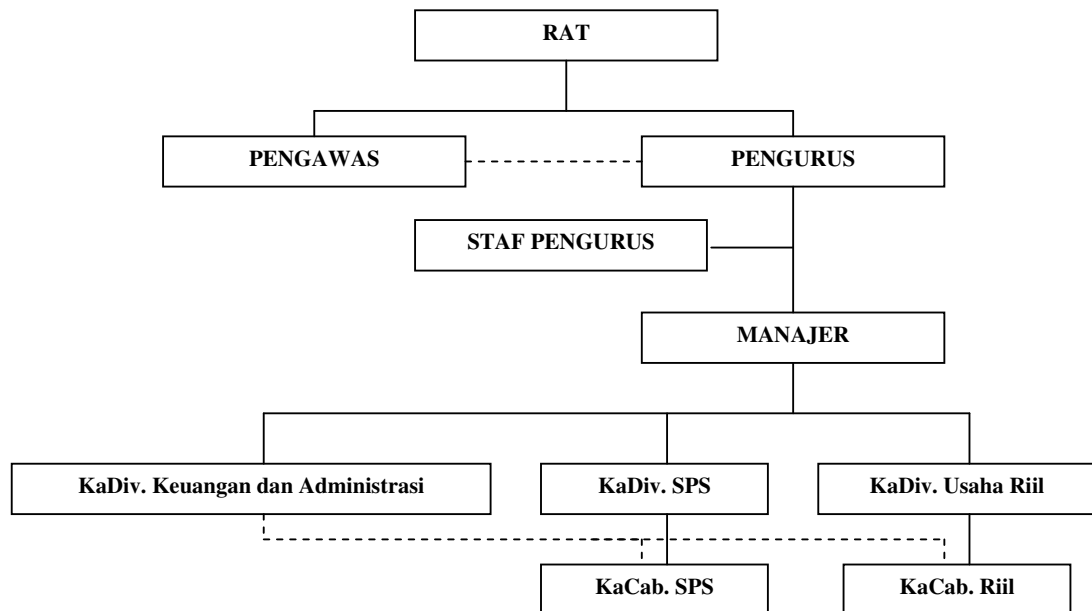 RAT
PENGAWAS
PENGURUS
STAF PENGURUS
MANAJER
KaDiv. Keuangan dan Administrasi
KaDiv. SPS
KaDiv. Usaha Riil
KaCab. SPS
KaCab. Riil